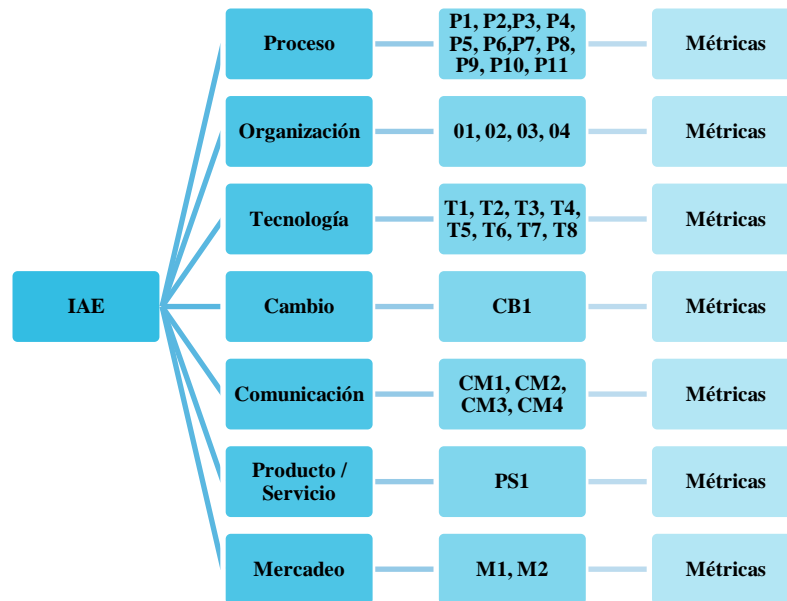 Proceso
P1, P2,P3, P4,
P5, P6,P7, P8,
P9, P10, P11
Métricas
Organización
01, 02, 03, 04
Métricas
Tecnología
T1, T2, T3, T4,
T5, T6, T7, T8
Métricas
IAE
Cambio
CB1
Métricas
Comunicación
CM1, CM2,
CM3, CM4
Métricas
Producto /
Servicio
PS1
Métricas
Mercadeo
M1, M2
Métricas